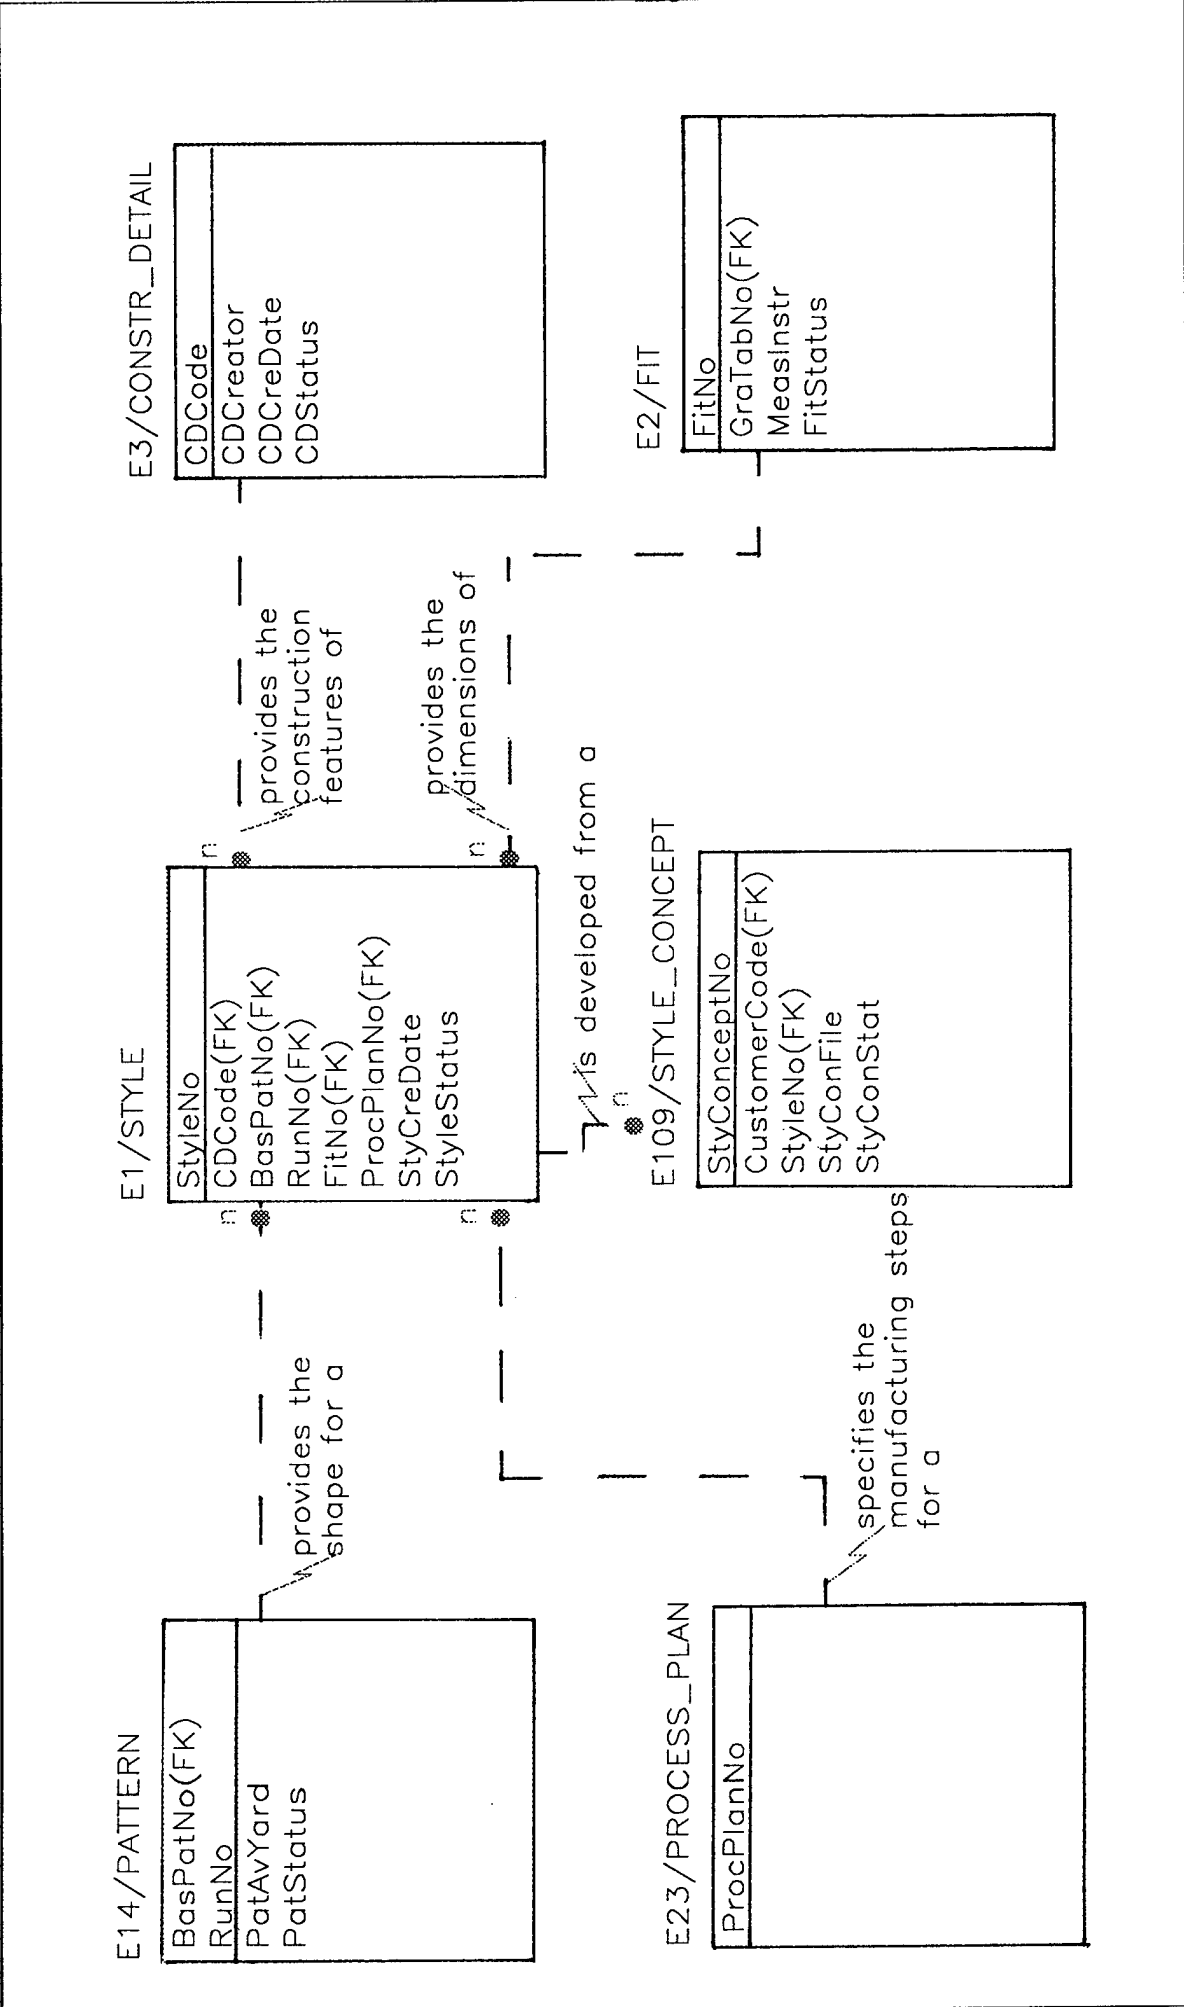 E14/PATTERN
BasPatNo(FK)
RunNo
PatAvYard
PatStatus
provides the
shape for a
n
E1/STYLE
StyleNo
CDCode(FK)
BasPatNo(FK)
RunNo(FK)
FitNo(FK)
ProcPlanNo(FK)
StyCreDate
StyleStatus
n
provides the
construction
features of
E3/CONSTR_DETAIL
CDCode
CDCreator
CDCreDate
CDStatus
n
provides the
dimensions of
n
is developed from a
n
E23/PROCESS_PLAN
ProcPlanNo
specifies the
manufacturing steps
for a
E109/STYLE_CONCEPT
StyConceptNo
CustomerCode(FK)
StyleNo(FK)
StyConFile
StyConStat
E2/FIT
FitNo
GraTabNo(FK)
MeasInstr
FitStatus